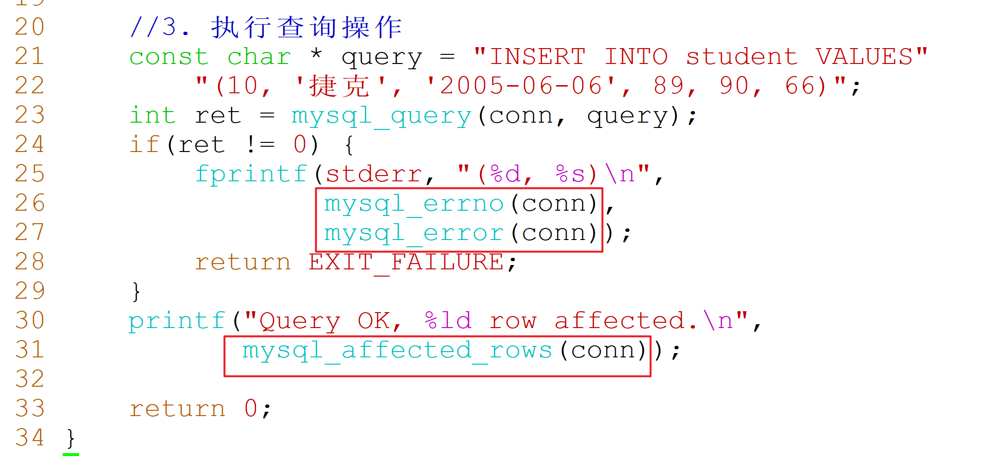 19
20 //3. 执行查询操作
21 const char * query = "INSERT INTO student VALUES"
22 "(10, '捷克', '2005-06-06', 89, 90, 66)";
23 int ret = mysql_query(conn, query);
24 if(ret != 0) {
25 fprintf(stderr, "(%d, %s)\n",
26 mysql_errno(conn),
27 mysql_error(conn));
28 return EXIT_FAILURE;
29 }
30 printf("Query OK, %ld row affected.\n",
31 mysql_affected_rows(conn));
32
33 return 0;
34 }